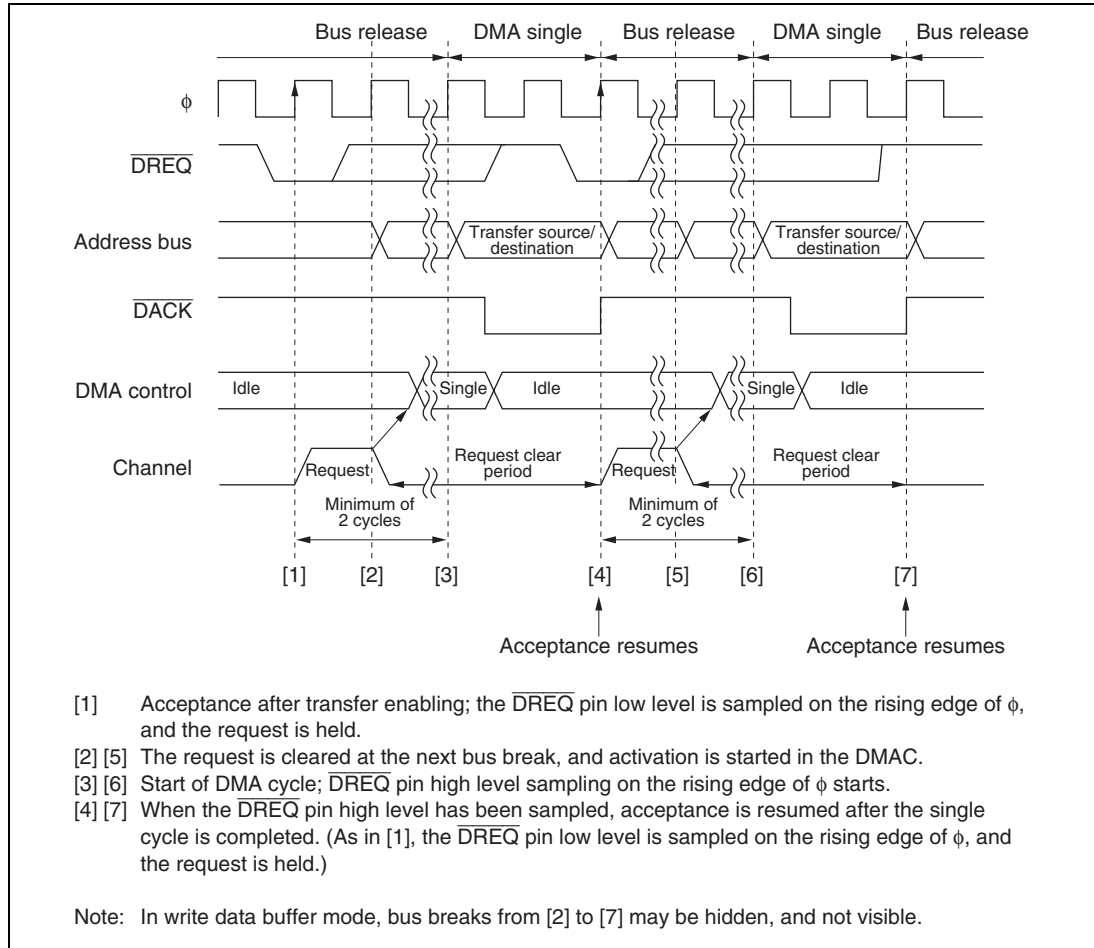 Bus release DMA single Bus release DMA single Bus release
ϕ
DREQ
Address bus
Transfer source/
destination
Transfer source/
destination
DACK
DMA control
Idle
Single
Idle
Single
Idle
Channel
Request
Request clear
period
Request
Request clear
period
Minimum of
2 cycles
Minimum of
2 cycles
[1] [2] [3] [4] [5] [6] [7]
Acceptance resumes Acceptance resumes
[1] Acceptance after transfer enabling; the DREQ pin low level is sampled on the rising edge of ϕ,
and the request is held.
[2] [5] The request is cleared at the next bus break, and activation is started in the DMAC.
[3] [6] Start of DMA cycle; DREQ pin high level sampling on the rising edge of ϕ starts.
[4] [7] When the DREQ pin high level has been sampled, acceptance is resumed after the single
cycle is completed. (As in [1], the DREQ pin low level is sampled on the rising edge of ϕ, and
the request is held.)
Note: In write data buffer mode, bus breaks from [2] to [7] may be hidden, and not visible.